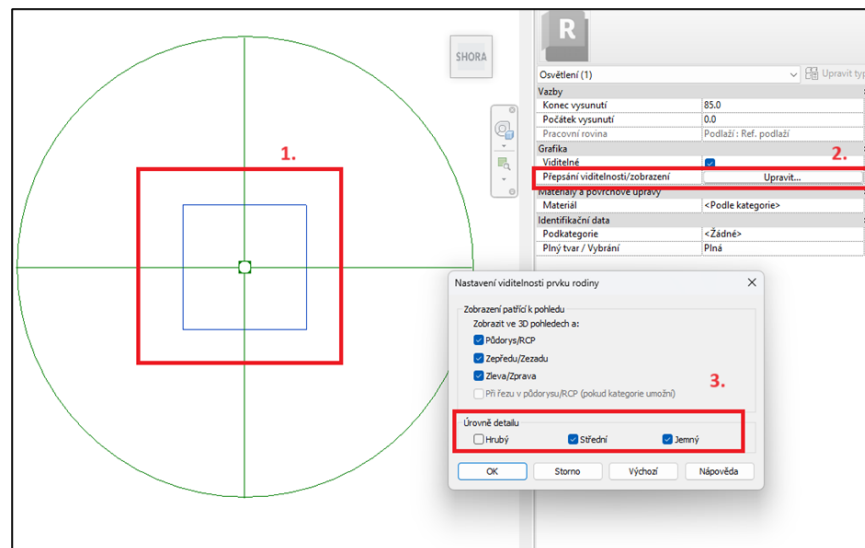 R
SHORA
Osvětlení (1)
Upravit typ
Vazby
Konec vysunutí 85.0
Počátek vysunutí 0.0
Pracovní rovina Podlaží : Ref. podlaží
Grafika
Viditelné
2.
Přepsání viditelnosti/zobrazení Upravit...
Materiály a povrchové úpravy
Materiál <Podle kategorie>
Identifikační data
Podkategorie <Žádné>
Plný tvar / Vybrání Plná
1.
Nastavení viditelnosti prvku rodiny
Zobrazení patřící k pohledu
Zobrazit ve 3D pohledech a:
Půdorys/RCP
Zepředu/Zezadu
Zleva/Zprava
Při řezu v půdorysu/RCP (pokud kategorie umožní)
3.
Úrovně detailu
Hrubý Střední Jemný
OK Storno Výchozí Nápověda